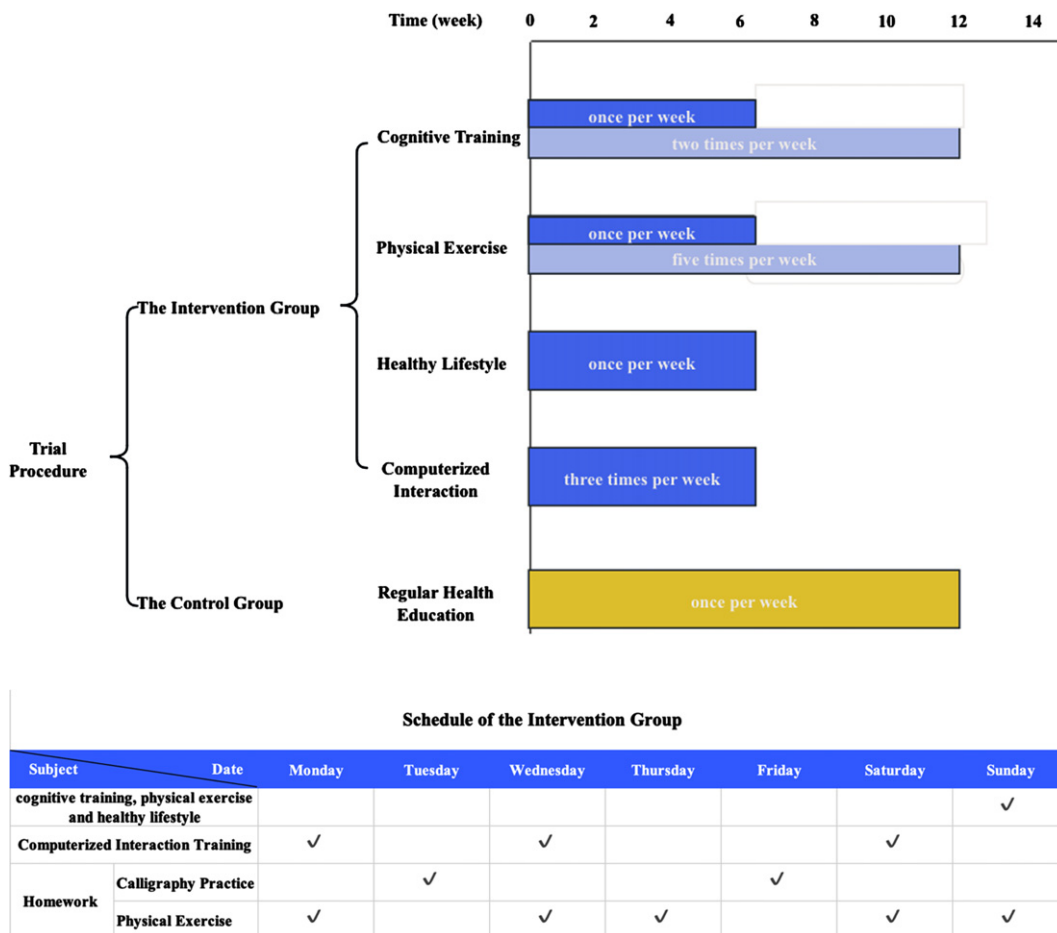 Time (week) 0 2 4 6 8 10 12 14
once per week
Cognitive Training
two times per week
once per week
Physical Exercise
five times per week
The Intervention Group
Healthy Lifestyle
once per week
Trial
Procedure
Computerized
Interaction
three times per week
The Control Group
Regular Health
Education
once per week
Schedule of the Intervention Group
Subject Date Monday Tuesday Wednesday Thursday Friday Saturday Sunday
cognitive training, physical exercise
and healthy lifestyle ✓
Computerized Interaction Training ✓ ✓ ✓
Homework
Calligraphy Practice ✓ ✓
Physical Exercise ✓ ✓ ✓ ✓ ✓